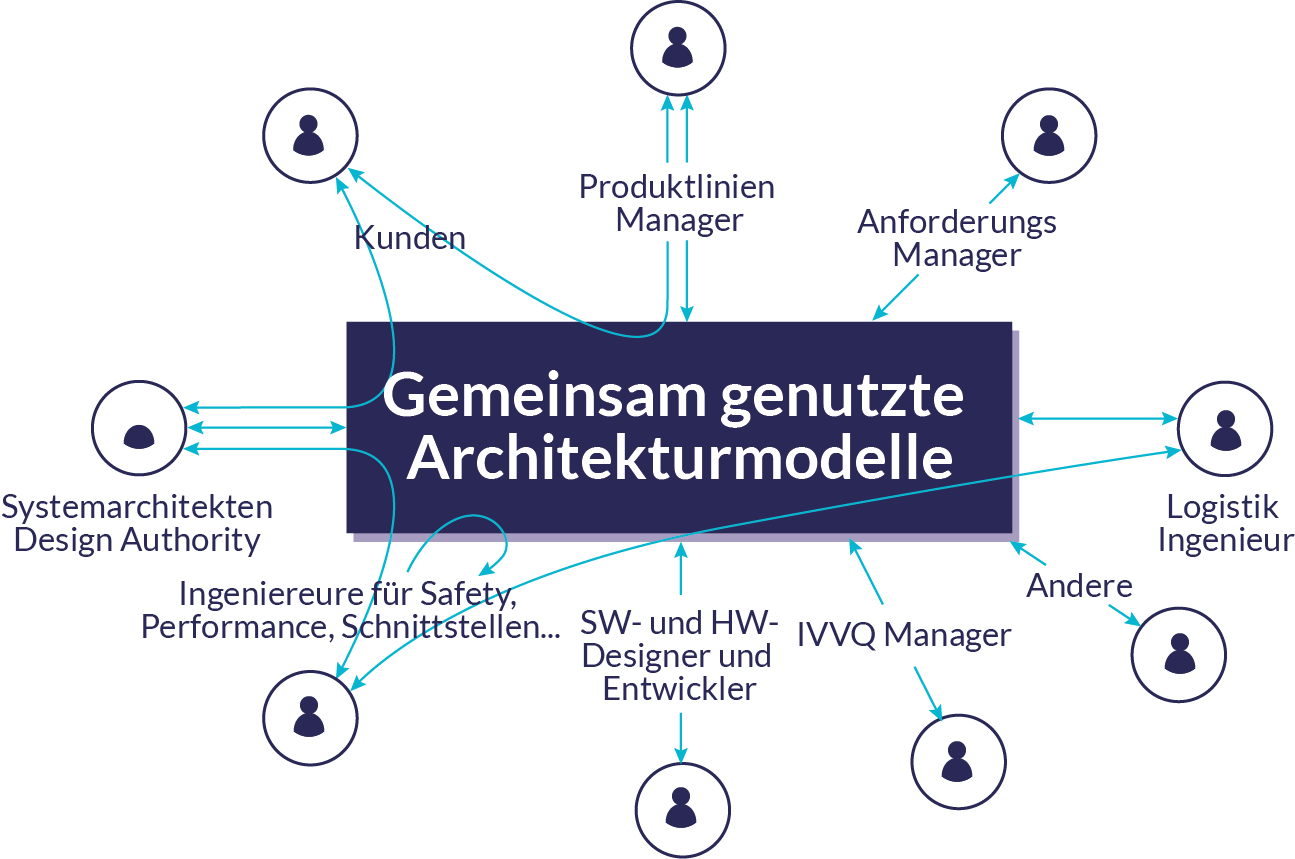 Produktlinien
Manager
Anforderungs
Manager
Kunden
Gemeinsam genutzte
Architekturmodelle
Systemarchitekten
Design Authority
Logistik
Ingenieur
Ingeniereure für Safety,
Performance, Schnittstellen...
SW- und HW-
Designer und
Entwickler
IVVQ Manager
Andere